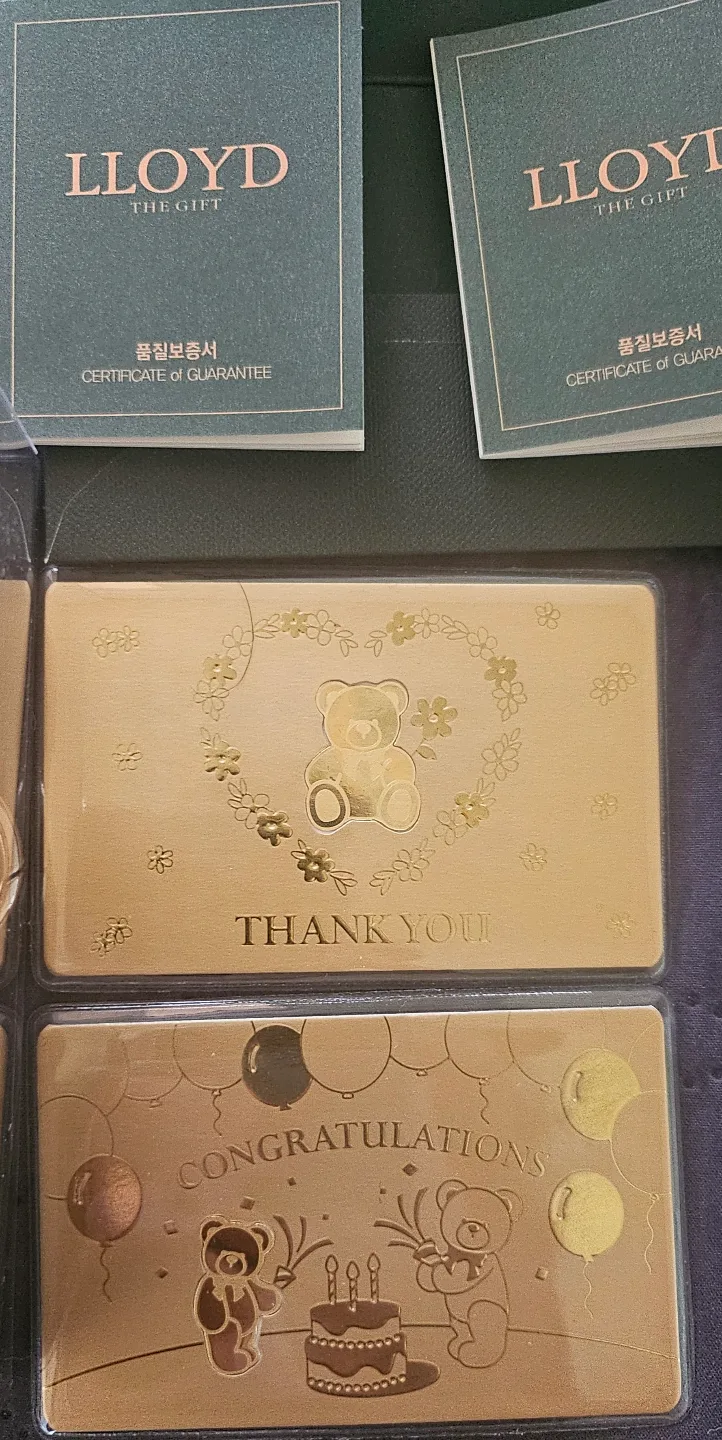 LLOYD
THE GIFT
품질보증서
CERTIFICATE of GUARANTEE
LLOYD
THE GIFT
품질보증서
CERTIFICATE of
THANK YOU
CONGRATULATIONS